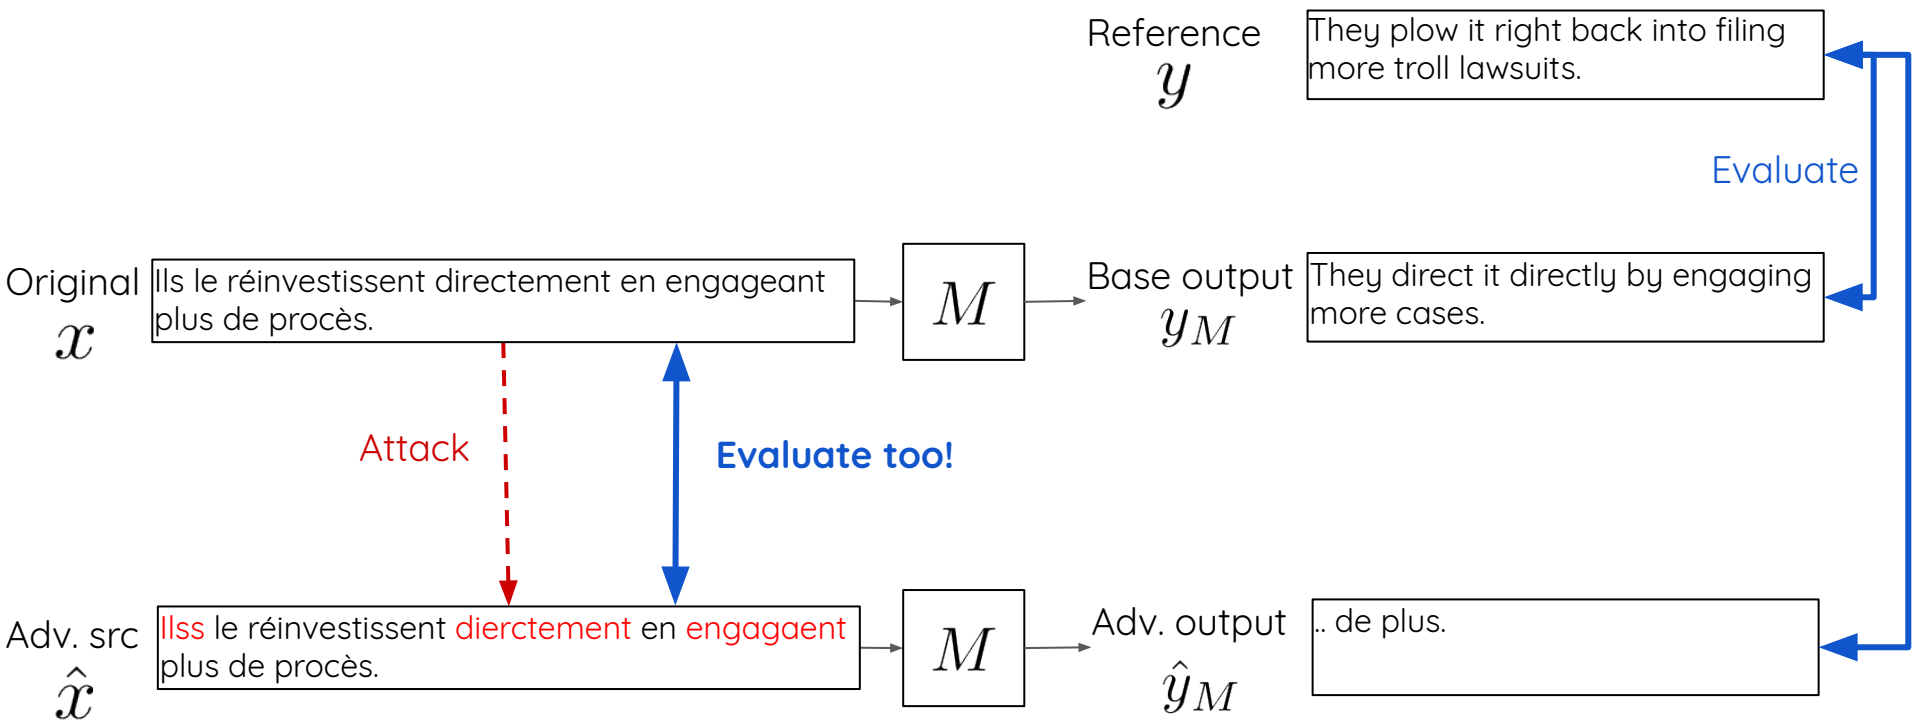 Reference
y
They plow it right back into filing
more troll lawsuits.
Evaluate
Original
x
Ils le réinvestissent directement en engageant
plus de procès.
M
Base output
y_M
They direct it directly by engaging
more cases.
Attack
Evaluate too!
Adv. src
x̂
Ilss le réinvestissent dierctement en engagaent
plus de procès.
M
Adv. output
ŷ_M
.. de plus.